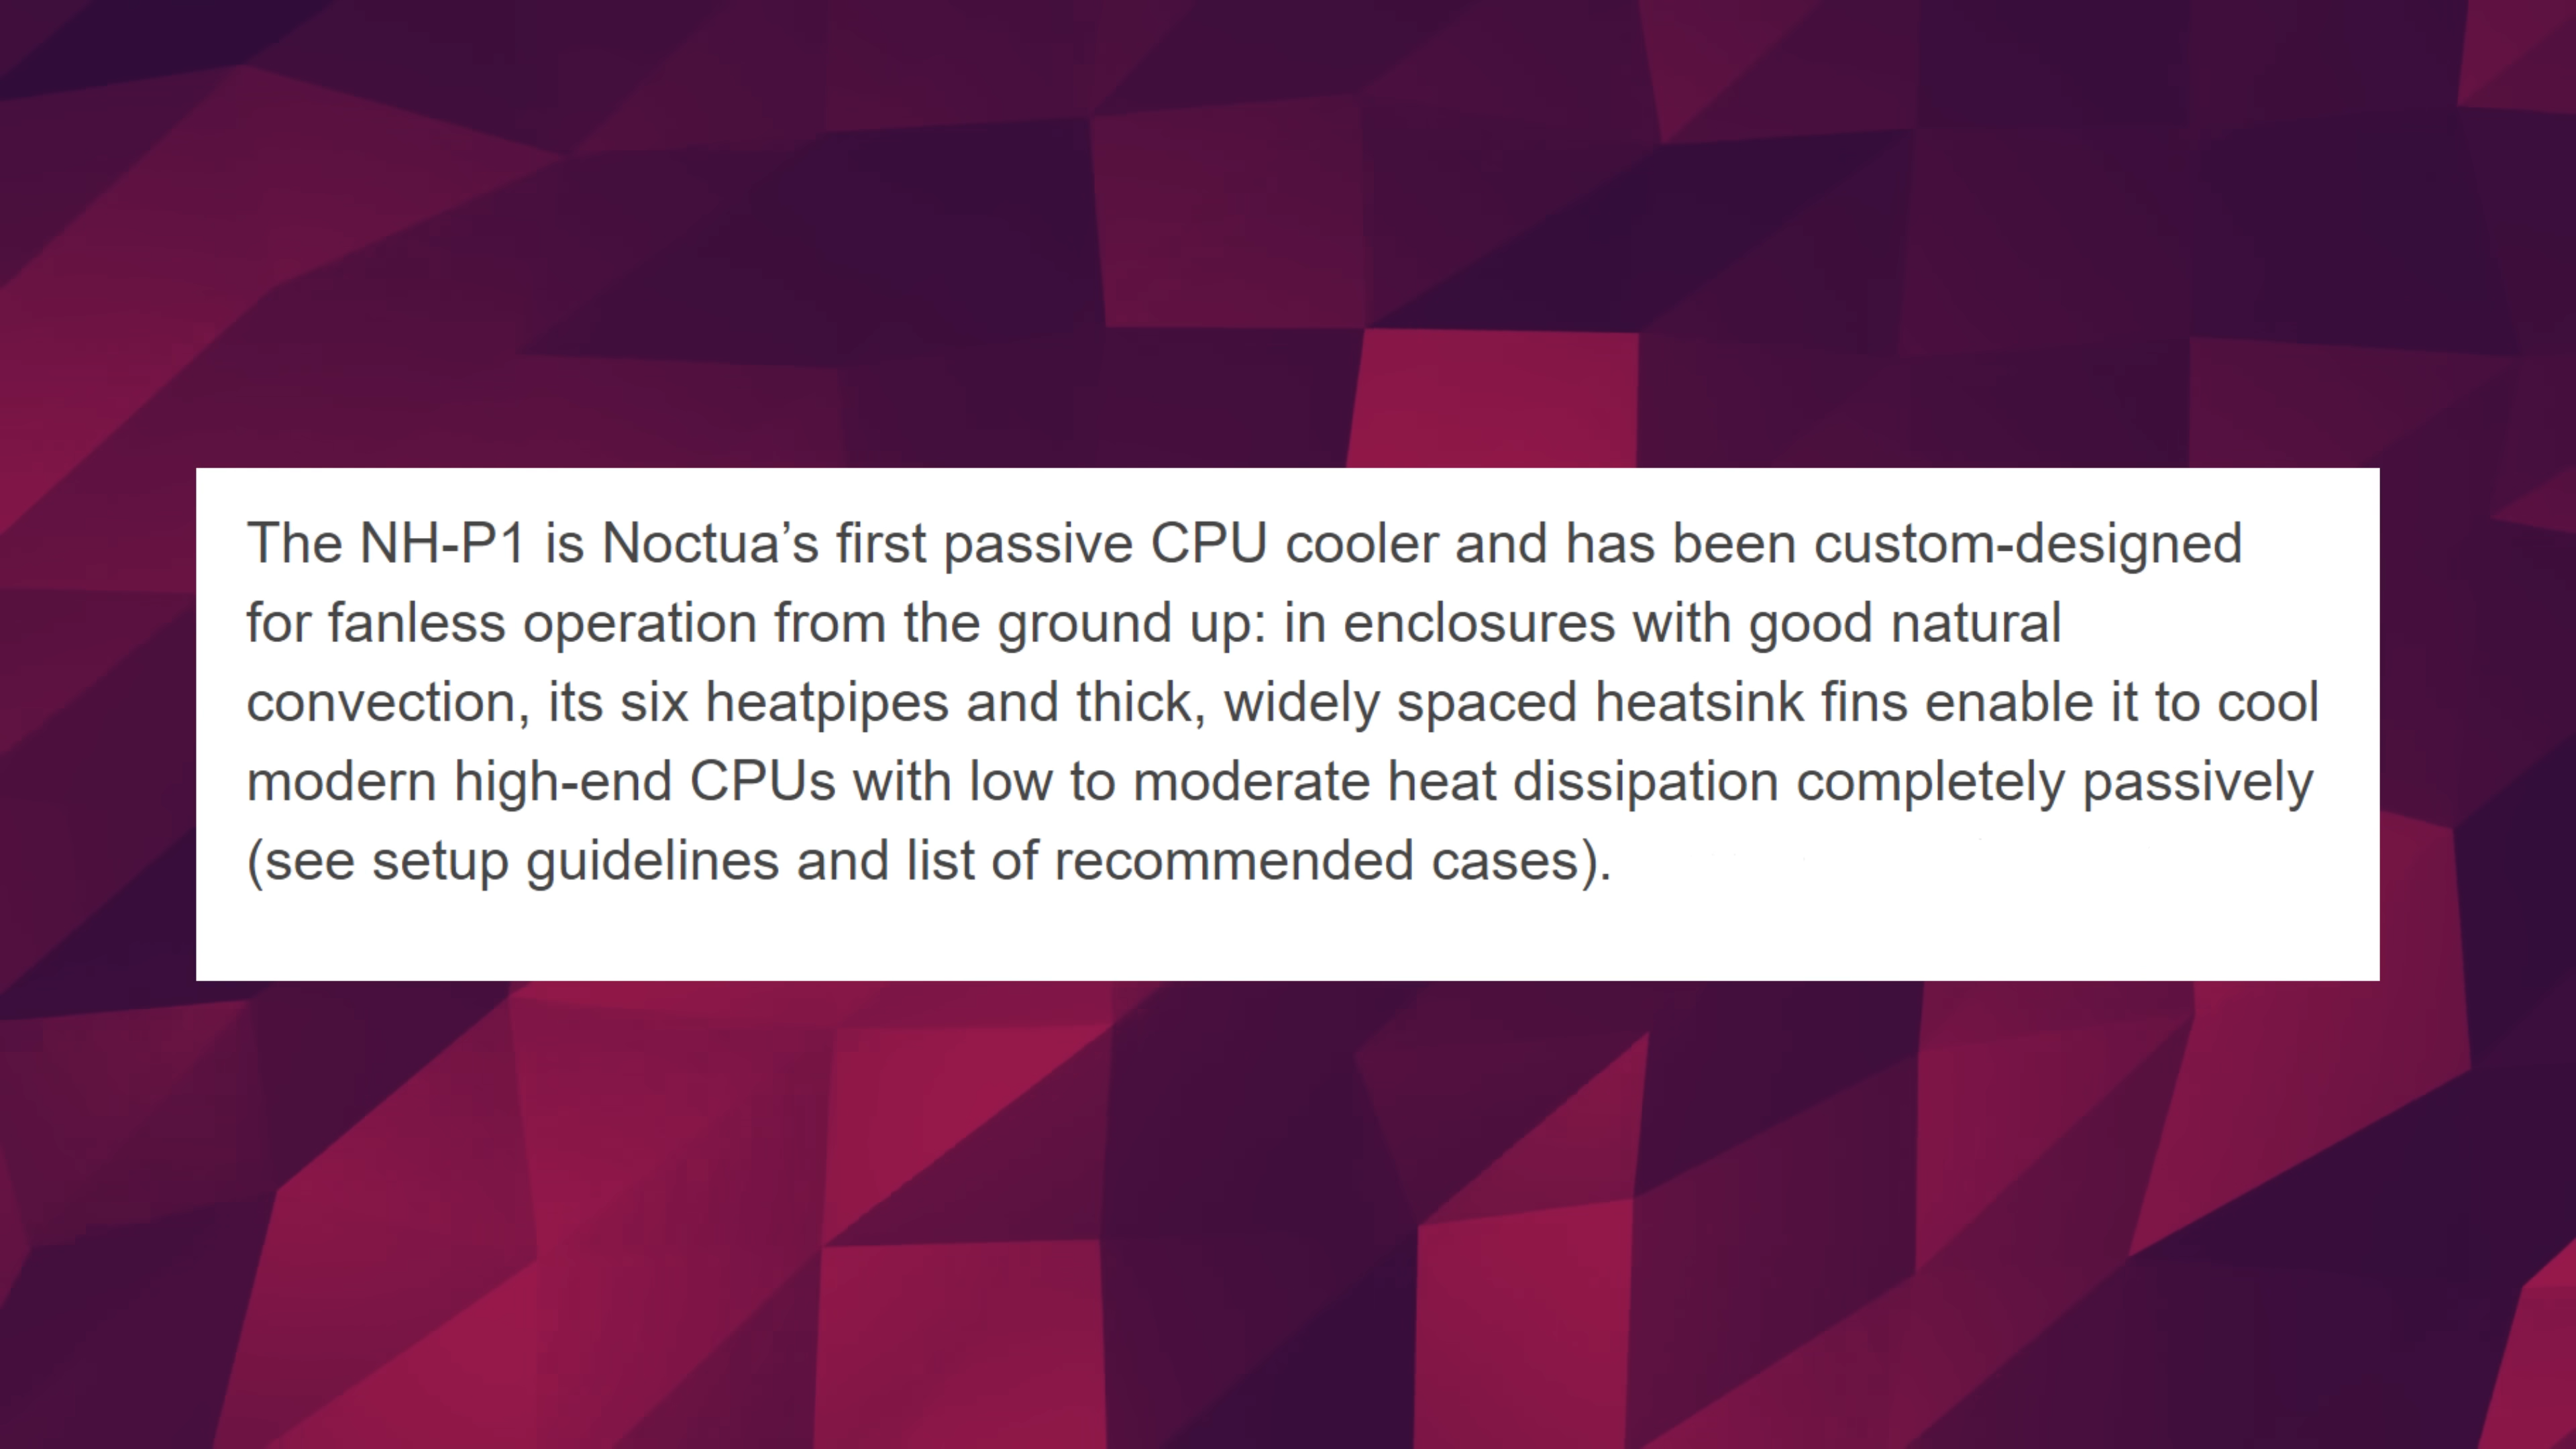 The NH-P1 is Noctua’s first passive CPU cooler and has been custom-designed
for fanless operation from the ground up: in enclosures with good natural
convection, its six heatpipes and thick, widely spaced heatsink fins enable it to cool
modern high-end CPUs with low to moderate heat dissipation completely passively
(see setup guidelines and list of recommended cases).